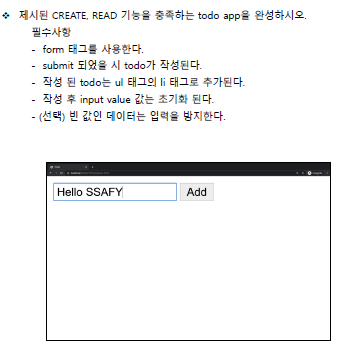 ❖ 제시된 CREATE, READ 기능을 충족하는 todo app을 완성하시오.
필수사항
- form 태그를 사용한다.
- submit 되었을 시 todo가 작성된다.
- 작성 된 todo는 ul 태그의 li 태그로 추가된다.
- 작성 후 input value 값는 초기화 된다.
- (선택) 빈 값인 데이터는 입력을 방지한다.
Hello SSAFY Add